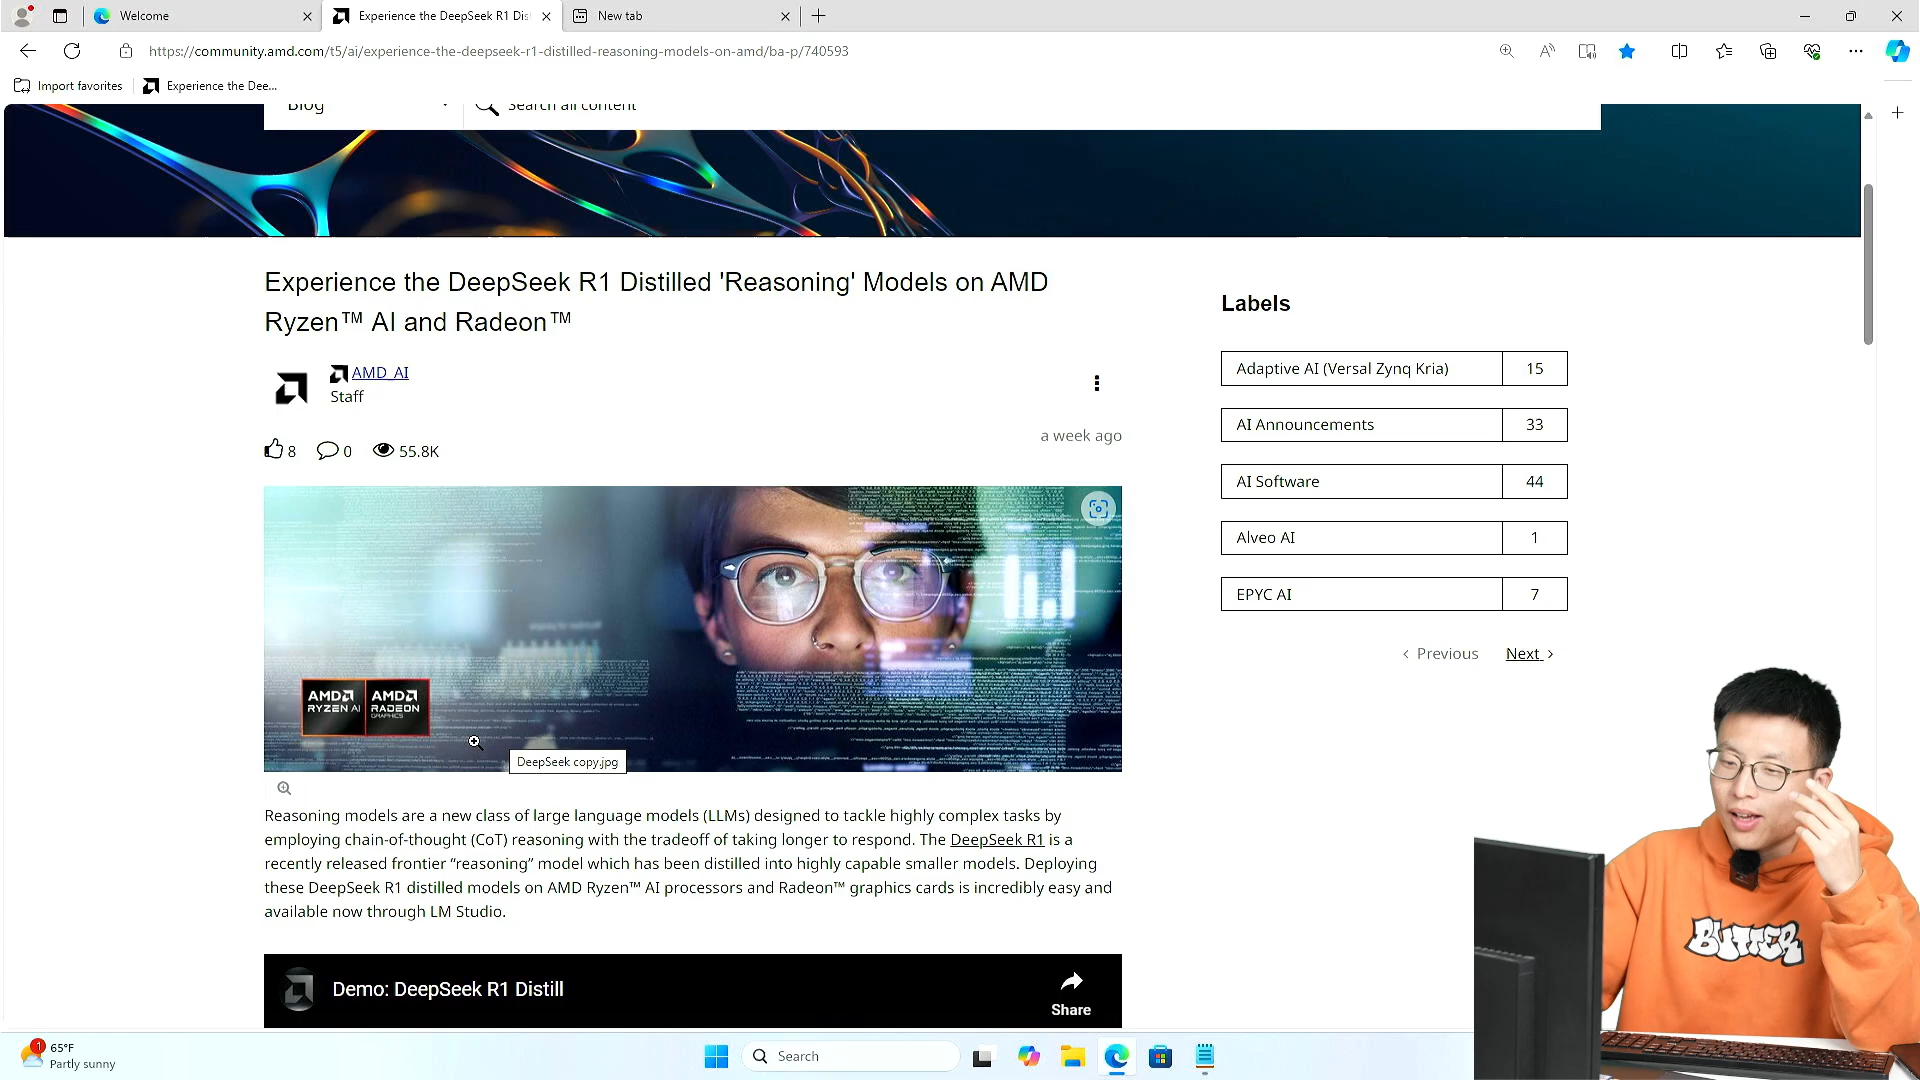 Welcome
Experience the DeepSeek R1 Dis
New tab
https://community.amd.com/t5/ai/experience-the-deepseek-r1-distilled-reasoning-models-on-amd/ba-p/740593
Import favorites
Experience the Dee...
Blog
Search all content
Experience the DeepSeek R1 Distilled 'Reasoning' Models on AMD
Ryzen™ AI and Radeon™
AMD_AI
Staff
a week ago
8 0 55.8K
AMD RYZEN AI
AMD RADEON GRAPHICS
DeepSeek copy.jpg
Reasoning models are a new class of large language models (LLMs) designed to tackle highly complex tasks by
employing chain-of-thought (CoT) reasoning with the tradeoff of taking longer to respond. The DeepSeek R1 is a
recently released frontier “reasoning” model which has been distilled into highly capable smaller models. Deploying
these DeepSeek R1 distilled models on AMD Ryzen™ AI processors and Radeon™ graphics cards is incredibly easy and
available now through LM Studio.
Demo: DeepSeek R1 Distill
Share
Labels
Adaptive AI (Versal Zynq Kria) 15
AI Announcements 33
AI Software 44
Alveo AI 1
EPYC AI 7
Previous Next
BUTTER
1
65°F
Partly sunny
Search